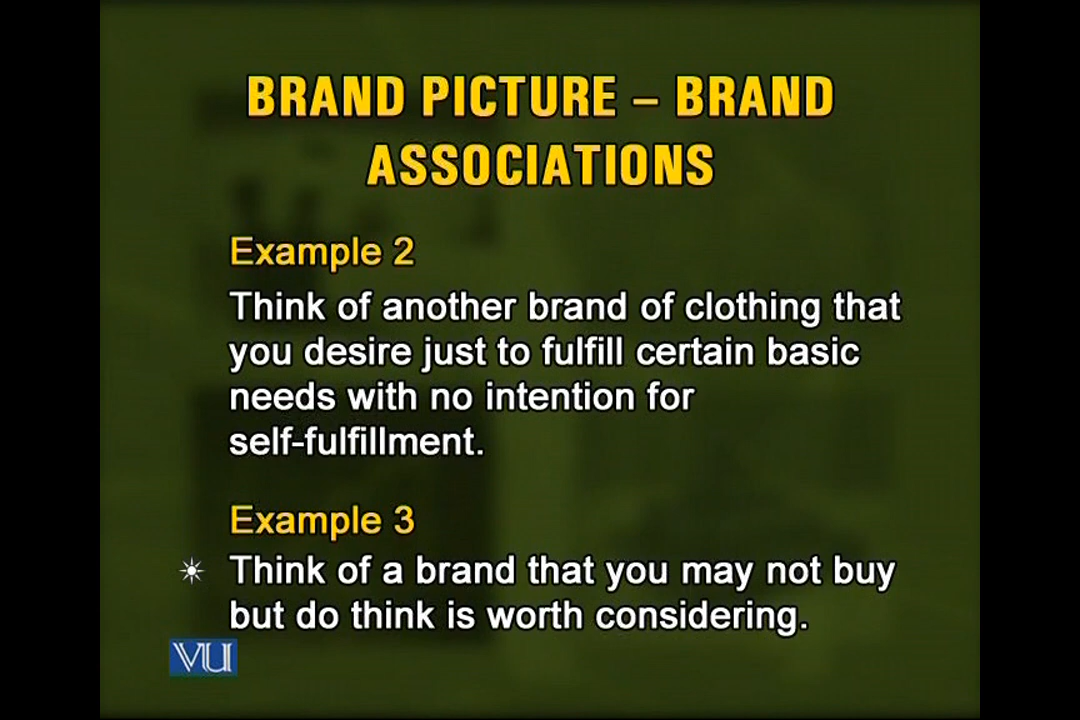 BRAND PICTURE – BRAND
ASSOCIATIONS
Example 2
Think of another brand of clothing that
you desire just to fulfill certain basic
needs with no intention for
self-fulfillment.
Example 3
Think of a brand that you may not buy
but do think is worth considering.
VU